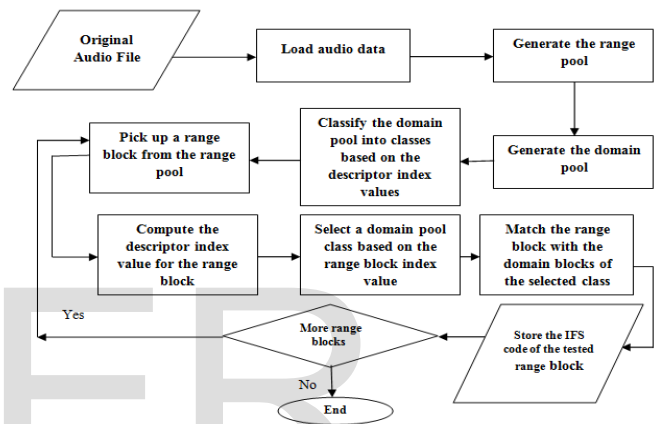 Original
Audio File
Load audio data
Generate the range
pool
Generate the domain
pool
Classify the domain
pool into classes
based on the
descriptor index
values
Pick up a range
block from the range
pool
Compute the
descriptor index
value for the range
block
Select a domain pool
class based on the
range block index
value
Match the range
block with the
domain blocks of
the selected class
Store the IFS
code of the tested
range block
More range
blocks
Yes
No
End